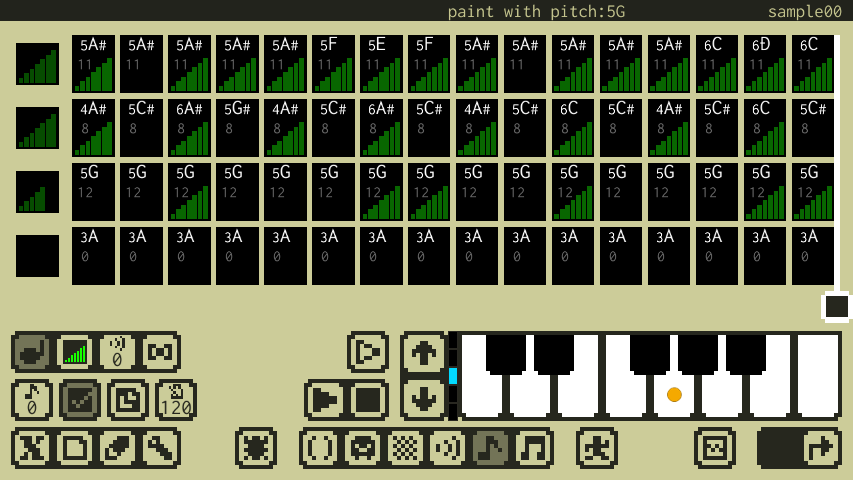 paint with pitch:5G sample00
5A# 5A# 5A# 5A# 5A# 5F 5E 5F 5A# 5A# 5A# 5A# 5A# 6C 6D 6C
11 11 11 11 11 11 11 11 11 11 11 11 11 11 11 11
4A# 5C# 6A# 5G# 4A# 5C# 6A# 5C# 4A# 5C# 6C 5C# 4A# 5C# 6C 5C#
8 8 8 8 8 8 8 8 8 8 8 8 8 8 8 8
5G 5G 5G 5G 5G 5G 5G 5G 5G 5G 5G 5G 5G 5G 5G 5G
12 12 12 12 12 12 12 12 12 12 12 12 12 12 12 12
3A 3A 3A 3A 3A 3A 3A 3A 3A 3A 3A 3A 3A 3A 3A 3A
0 0 0 0 0 0 0 0 0 0 0 0 0 0 0 0
0
0 120